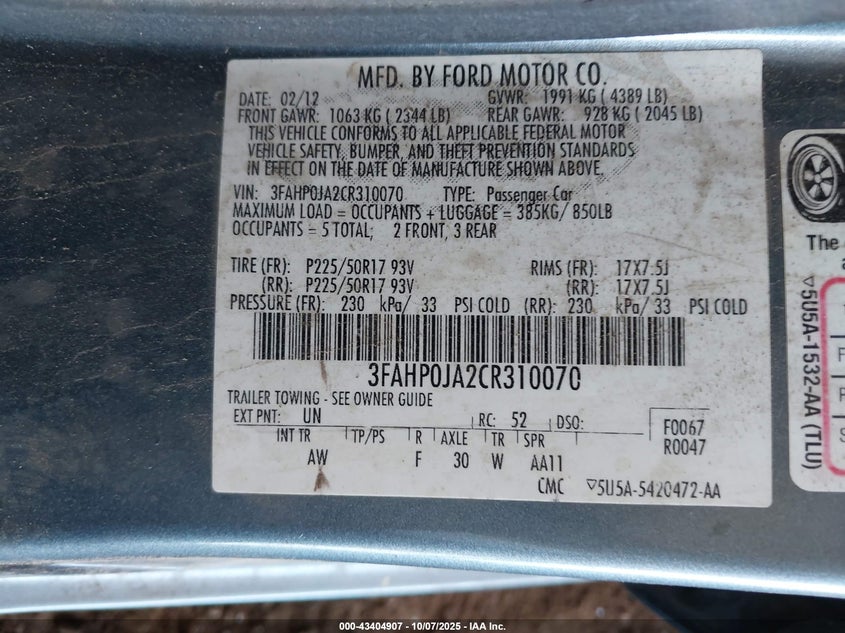 MFD. BY FORD MOTOR CO.
DATE: 02/12 GVWR: 1991 KG ( 4389 LB)
FRONT GAWR: 1063 KG ( 2344 LB) REAR GAWR: 928 KG ( 2045 LB)
THIS VEHICLE CONFORMS TO ALL APPLICABLE FEDERAL MOTOR
VEHICLE SAFETY, BUMPER, AND THEFT PREVENTION STANDARDS
IN EFFECT ON THE DATE OF MANUFACTURE SHOWN ABOVE.
VIN: 3FAHP0JA2CR310070 TYPE: Passenger Car
MAXIMUM LOAD = OCCUPANTS + LUGGAGE = 385KG/ 850LB
OCCUPANTS = 5 TOTAL; 2 FRONT, 3 REAR
TIRE (FR): P225/50R17 93V RIMS (FR): 17X7.5J
(RR): P225/50R17 93V (RR): 17X7.5J
PRESSURE (FR): 230 kPa/ 33 PSI COLD (RR): 230 kPa/ 33 PSI COLD
3FAHP0JA2CR310070
TRAILER TOWING - SEE OWNER GUIDE
EXT PNT: UN RC: 52 DSO: F0067
INT TR TP/PS R AXLE TR SPR R0047
AW F 30 W AA11
CMC ▽5U5A-5420472-AA
The
▽5U5A-1532-AA (TLU)
000-43404907 - 10/07/2025 - IAA Inc.